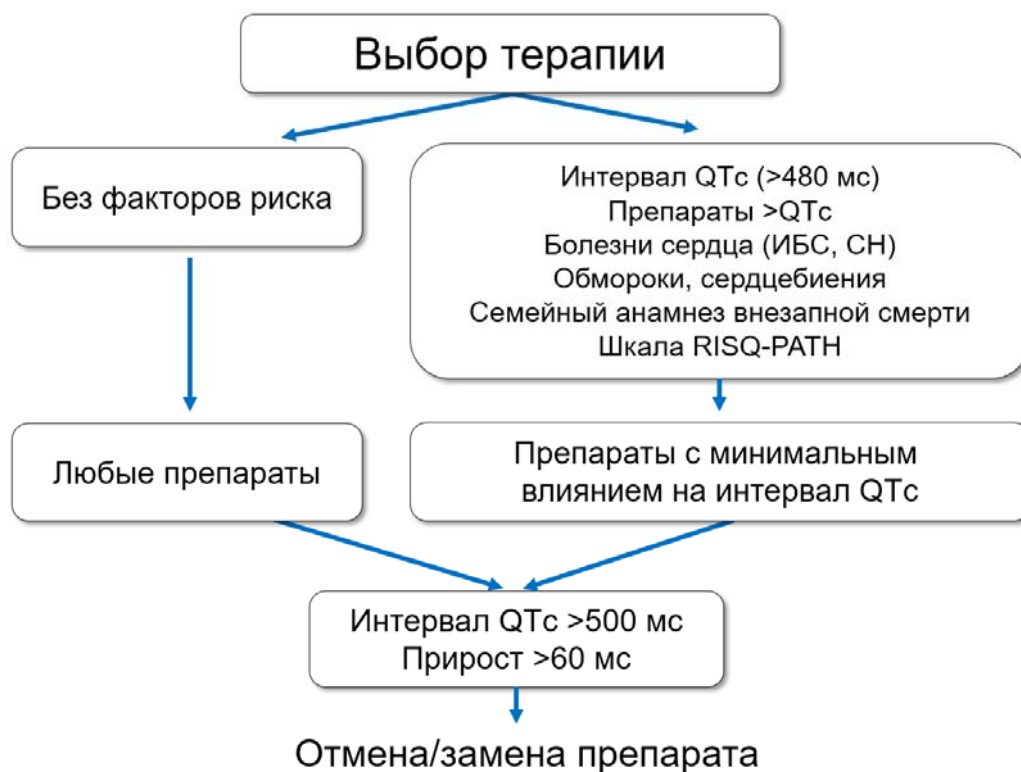 Выбор терапии
Без факторов риска
Интервал QTc (>480 мс)
Препараты >QTc
Болезни сердца (ИБС, СН)
Обмороки, сердцебиения
Семейный анамнез внезапной смерти
Шкала RISQ-PATH
Любые препараты
Препараты с минимальным
влиянием на интервал QTc
Интервал QTc >500 мс
Прирост >60 мс
Отмена/замена препарата